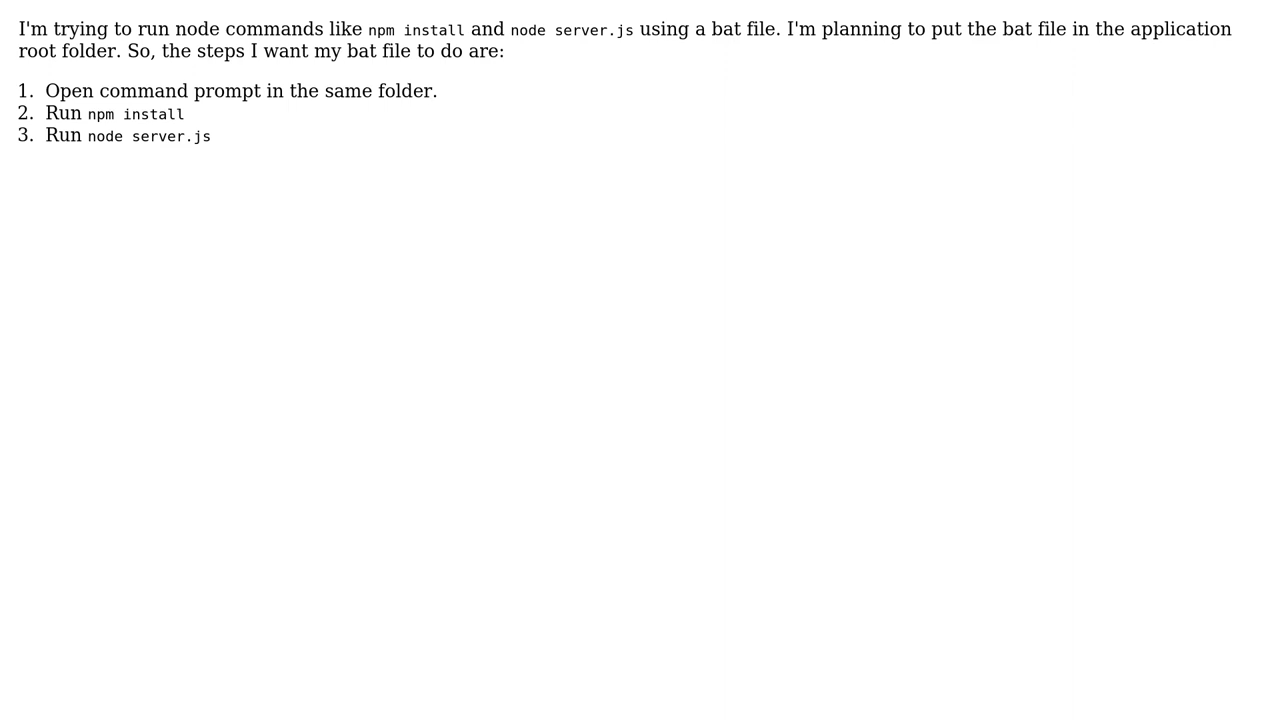 I'm trying to run node commands like npm install and node server.js using a bat file. I'm planning to put the bat file in the application
root folder. So, the steps I want my bat file to do are:
1. Open command prompt in the same folder.
2. Run npm install
3. Run node server.js